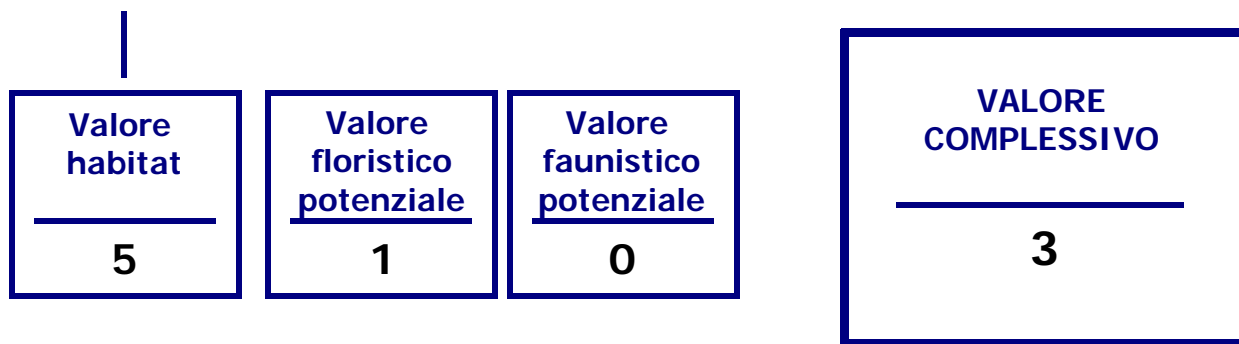 Valore
habitat
5
Valore
floristico
potenziale
1
Valore
faunistico
potenziale
0
VALORE
COMPLESSIVO
3